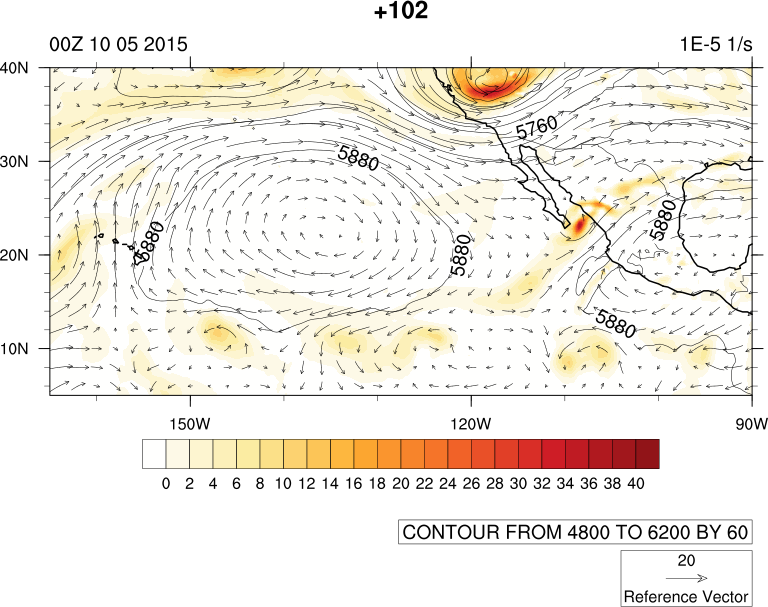 +102
00Z 10 05 2015 1E-5 1/s
40N
5760
5880
30N
5880
5880
5880
20N
5880
10N
150W 120W 90W
0 2 4 6 8 10 12 14 16 18 20 22 24 26 28 30 32 34 36 38 40
CONTOUR FROM 4800 TO 6200 BY 60
20
Reference Vector